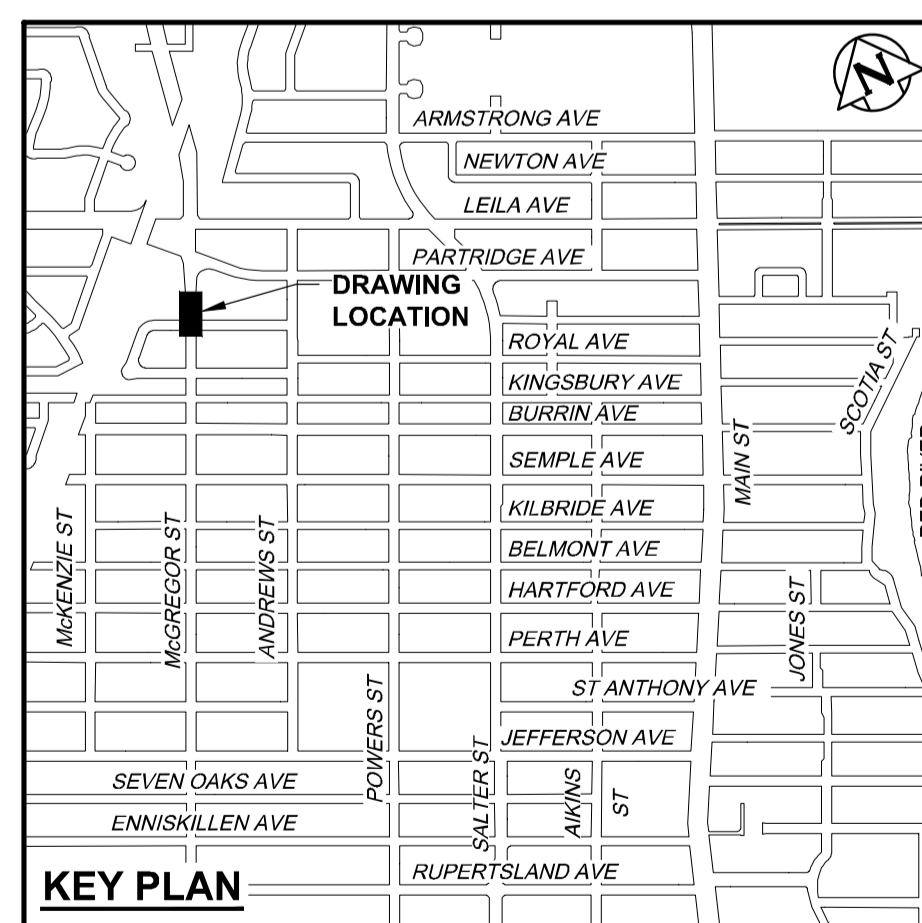 N
ARMSTRONG AVE
NEWTON AVE
LEILA AVE
PARTRIDGE AVE
DRAWING
LOCATION
ROYAL AVE
KINGSBURY AVE
BURRIN AVE
SCOTIA ST
MAIN ST
SEMPLE AVE
KILBRIDE AVE
McKENZIE ST
McGREGOR ST
ANDREWS ST
BELMONT AVE
HARTFORD AVE
JONES ST
PERTH AVE
ST ANTHONY AVE
POWERS ST
JEFFERSON AVE
SALTER ST
AIKINS
ST
SEVEN OAKS AVE
ENNISKILLEN AVE
RUPERTSLAND AVE
KEY PLAN